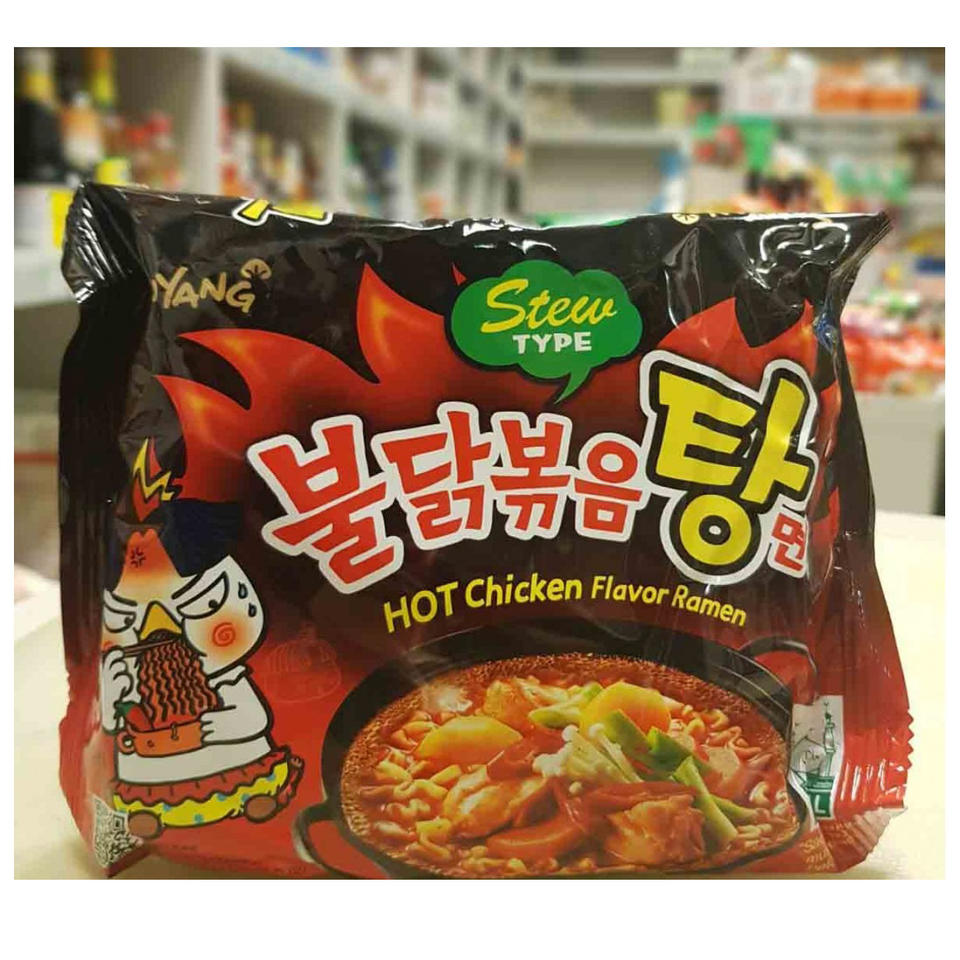 YANG
Stew
TYPE
불닭볶음탕면
HOT Chicken Flavor Ramen